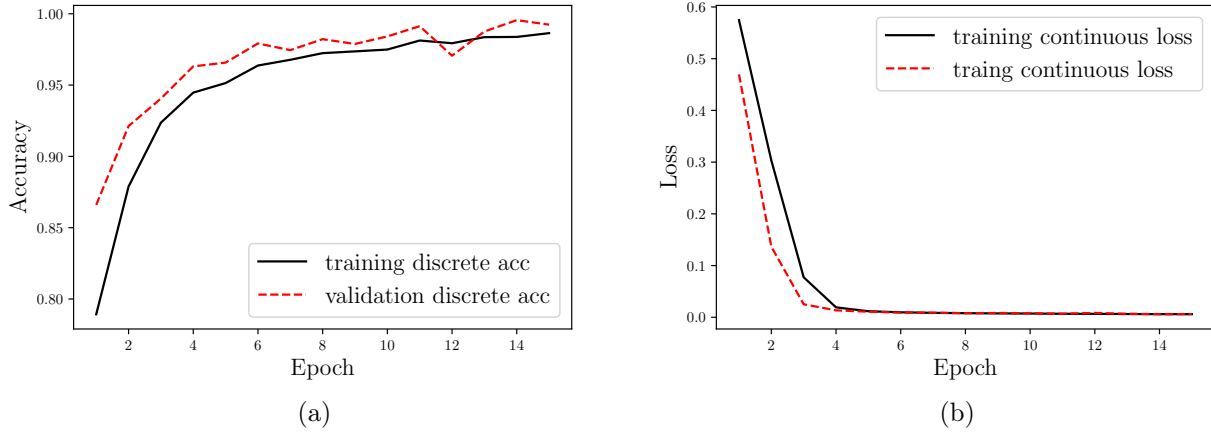 1.00
0.95
0.90
0.85
0.80
Accuracy
training discrete acc
validation discrete acc
2 4 6 8 10 12 14
Epoch
(a)
0.6
0.5
0.4
0.3
0.2
0.1
0.0
Loss
training continuous loss
traing continuous loss
2 4 6 8 10 12 14
Epoch
(b)